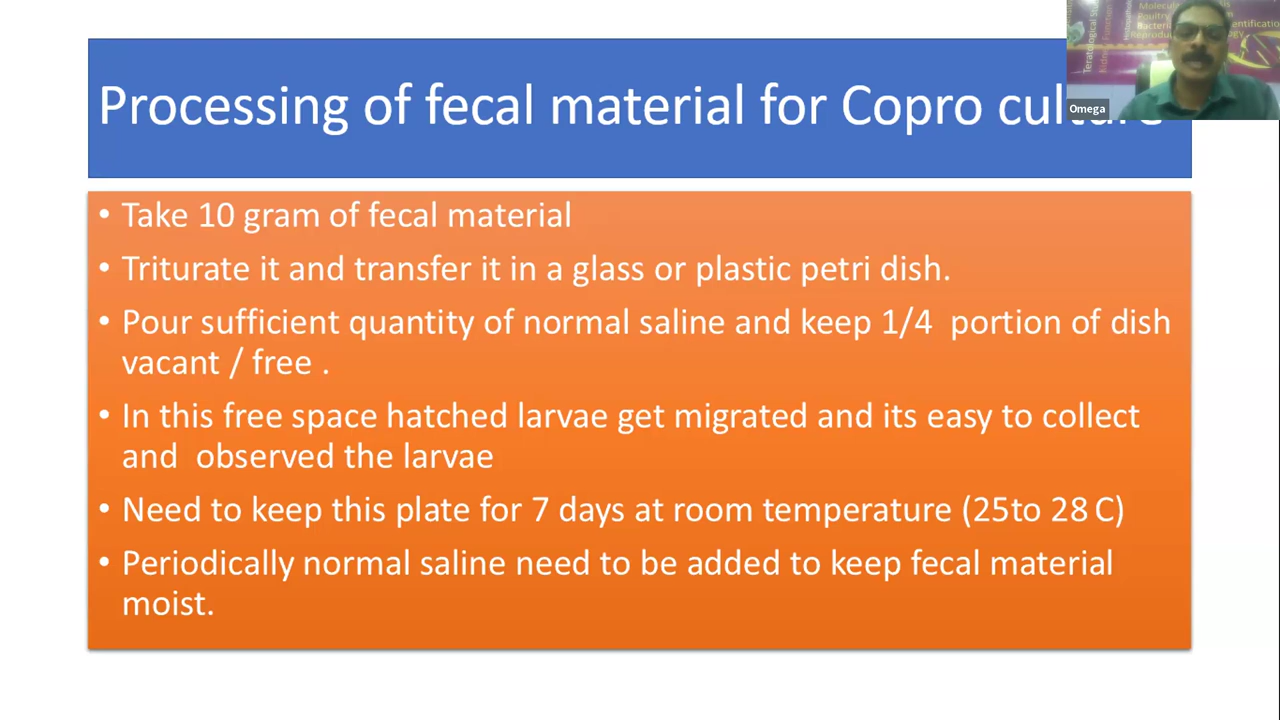 Processing of fecal material for Copro culture
• Take 10 gram of fecal material
• Triturate it and transfer it in a glass or plastic petri dish.
• Pour sufficient quantity of normal saline and keep 1/4 portion of dish
vacant / free .
• In this free space hatched larvae get migrated and its easy to collect
and observed the larvae
• Need to keep this plate for 7 days at room temperature (25to 28 C)
• Periodically normal saline need to be added to keep fecal material
moist.
Omega